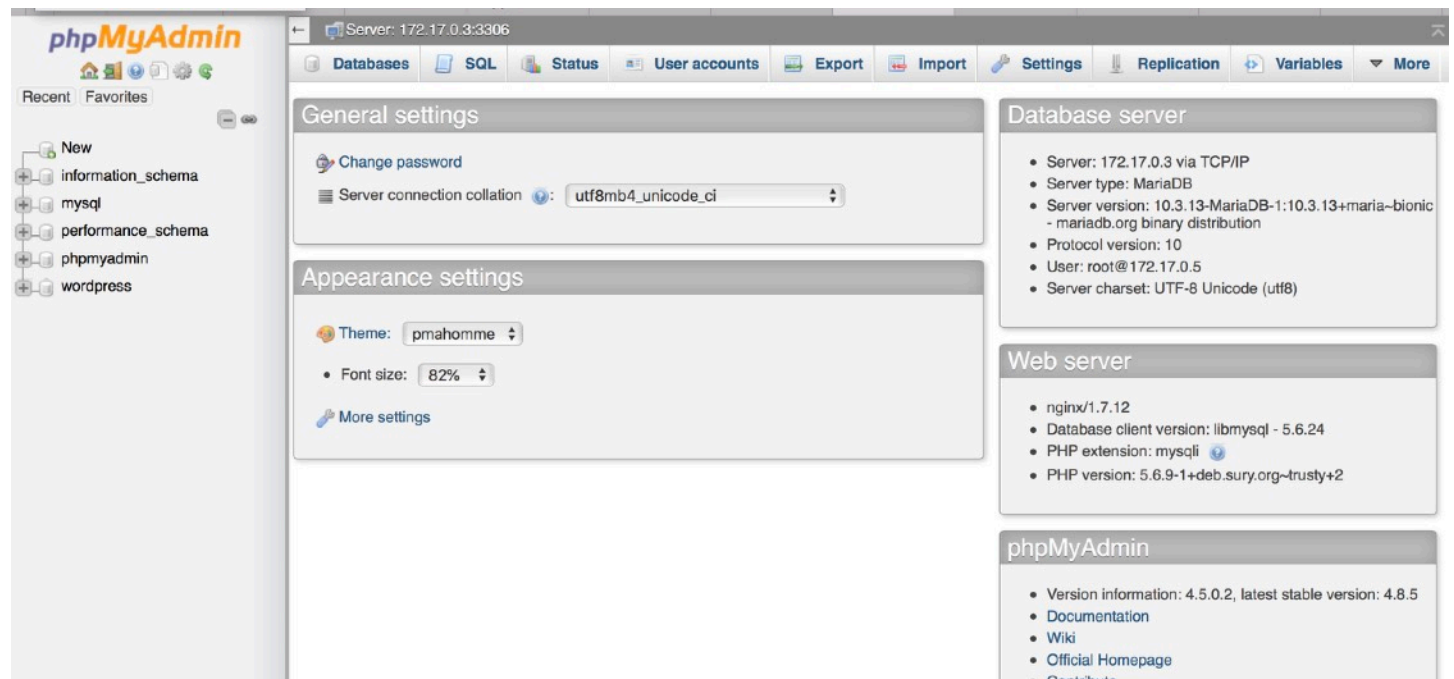 phpMyAdmin
Recent Favorites
New
information_schema
mysql
performance_schema
phpmyadmin
wordpress
Server: 172.17.0.3:3306
Databases SQL Status User accounts Export Import Settings Replication Variables More
General settings
Change password
Server connection collation : utf8mb4_unicode_ci
Appearance settings
Theme: pmahomme
• Font size: 82%
More settings
Database server
• Server: 172.17.0.3 via TCP/IP
• Server type: MariaDB
• Server version: 10.3.13-MariaDB-1:10.3.13+maria~bionic
- mariadb.org binary distribution
• Protocol version: 10
• User: root@172.17.0.5
• Server charset: UTF-8 Unicode (utf8)
Web server
• nginx/1.7.12
• Database client version: libmysql - 5.6.24
• PHP extension: mysqli
• PHP version: 5.6.9-1+deb.sury.org~trusty+2
phpMyAdmin
• Version information: 4.5.0.2, latest stable version: 4.8.5
• Documentation
• Wiki
• Official Homepage